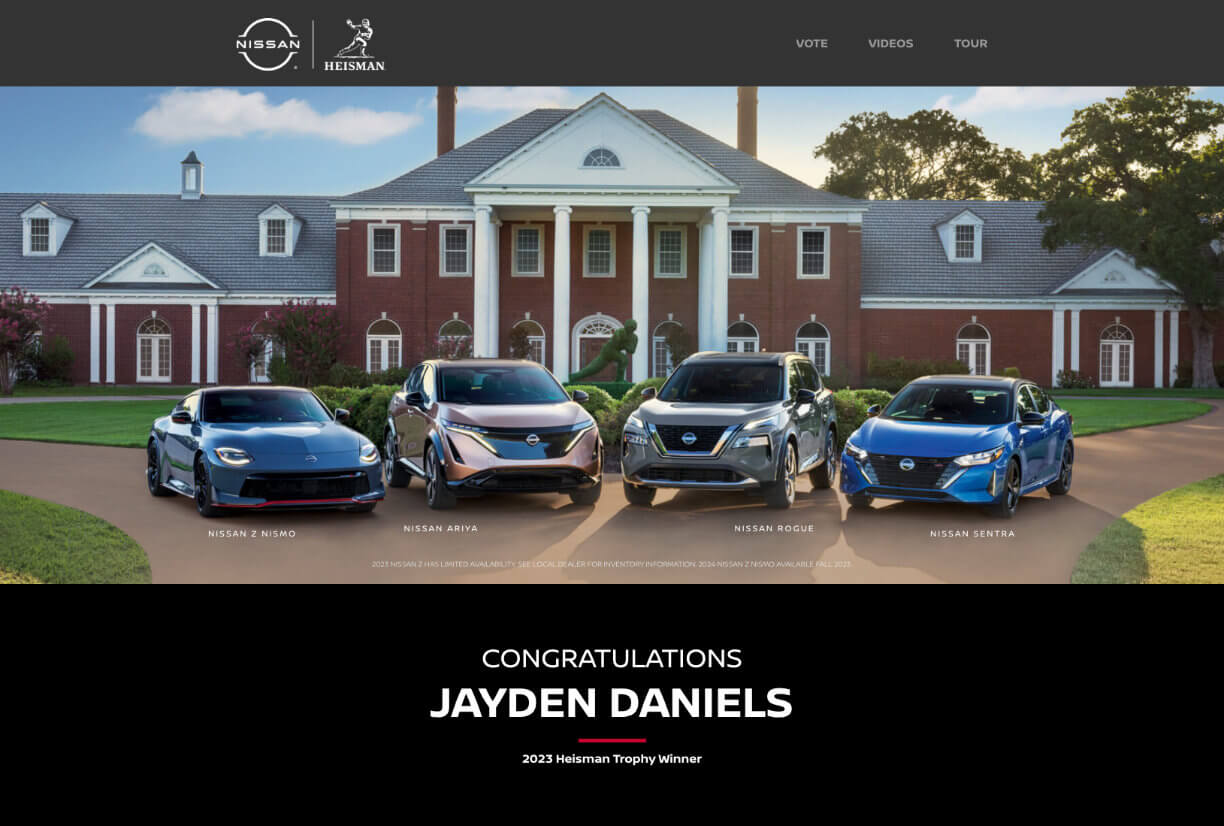 NISSAN
HEISMAN
VOTE VIDEOS TOUR
NISSAN Z NISMO
NISSAN ARIYA
NISSAN ROGUE
NISSAN SENTRA
2023 NISSAN Z HAS LIMITED AVAILABILITY. SEE LOCAL DEALER FOR INVENTORY INFORMATION. 2024 NISSAN Z NISMO AVAILABLE FALL 2023.
CONGRATULATIONS
JAYDEN DANIELS
2023 Heisman Trophy Winner